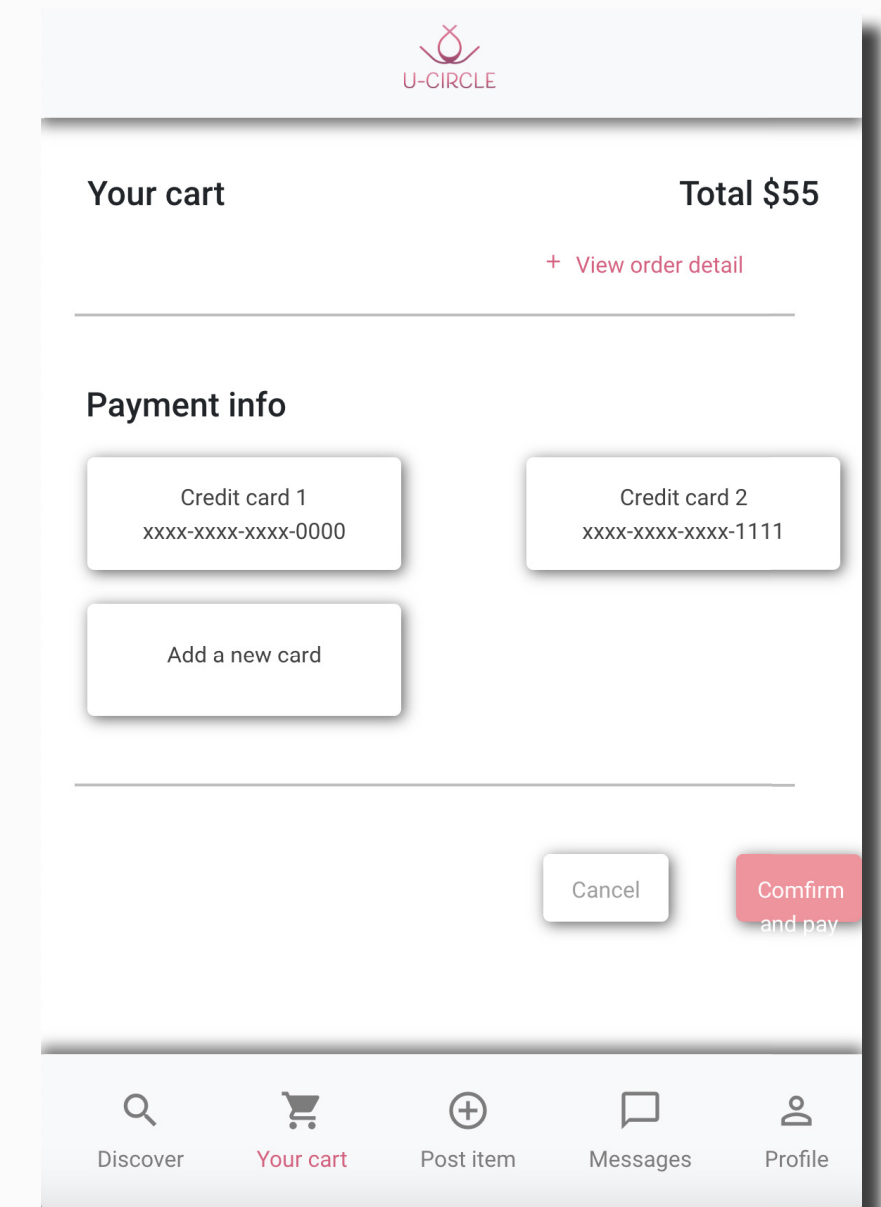 U-CIRCLE
Your cart
Total $55
+ View order detail
Payment info
Credit card 1
xxxx-xxxx-xxxx-0000
Credit card 2
xxxx-xxxx-xxxx-1111
Add a new card
Cancel
Comfirm
and pay
Discover
Your cart
Post item
Messages
Profile